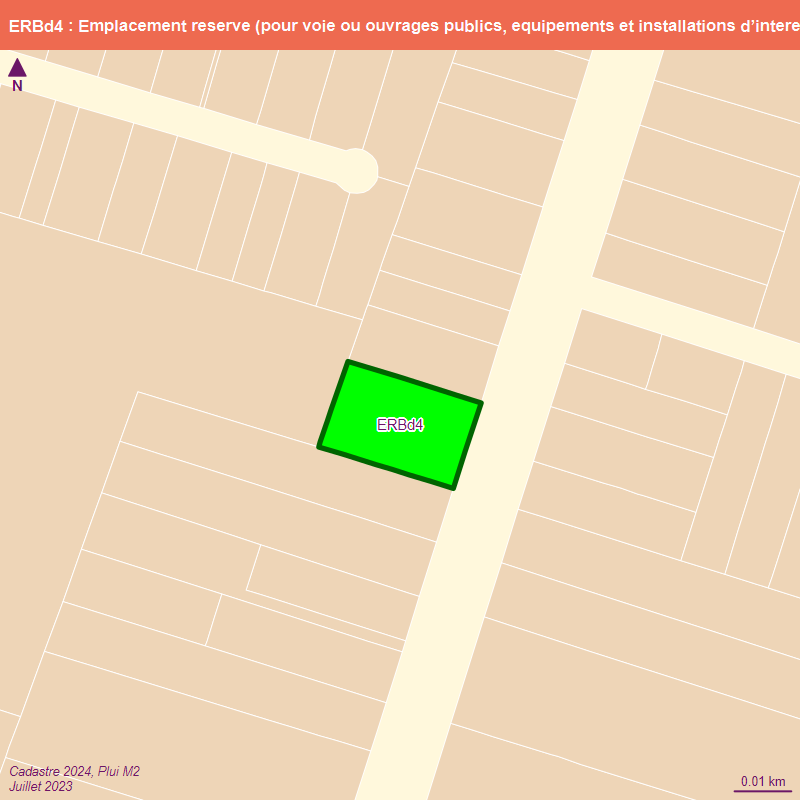 ERBd4 : Emplacement reserve (pour voie ou ouvrages publics, equipements et installations d’intere
N
ERBd4
Cadastre 2024, Plui M2
Juillet 2023
0.01 km